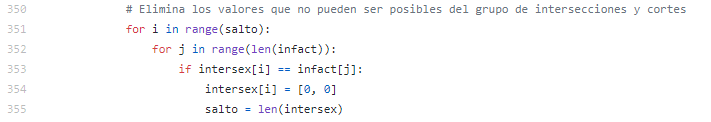 350 # Elimina los valores que no pueden ser posibles del grupo de intersecciones y cortes
351 for i in range(salto):
352 for j in range(len(infact)):
353 if intersex[i] == infact[j]:
354 intersex[i] = [0, 0]
355 salto = len(intersex)